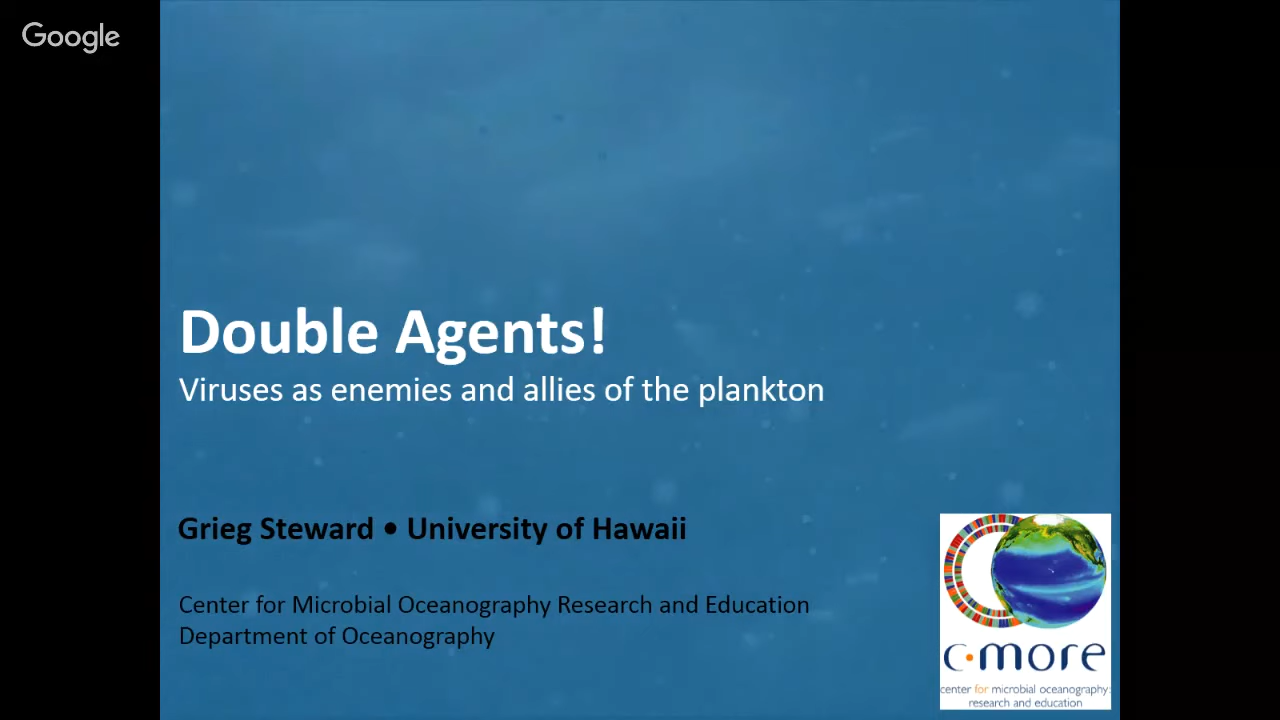 Google
Double Agents!
Viruses as enemies and allies of the plankton
Grieg Steward • University of Hawaii
Center for Microbial Oceanography Research and Education
Department of Oceanography
c·more
center for microbial oceanography:
research and education